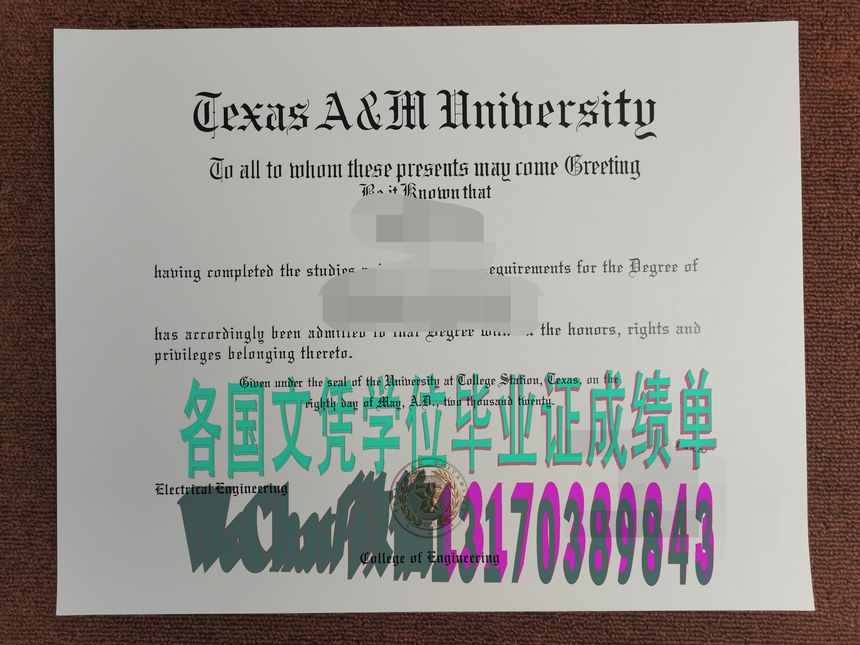 Texas A&M University
To all to whom these presents may come Greeting
Be it Known that
having completed the studies requirements for the Degree of
has accordingly been admitted to that Degree with the honors, rights and
privileges belonging thereto.
Given under the seal of the University at College Station, Texas, on the
eighth day of May, A.D., two thousand twenty.
各国文凭学位毕业证成绩单
Electrical Engineering
WeChat 13170389843
College of Engineering